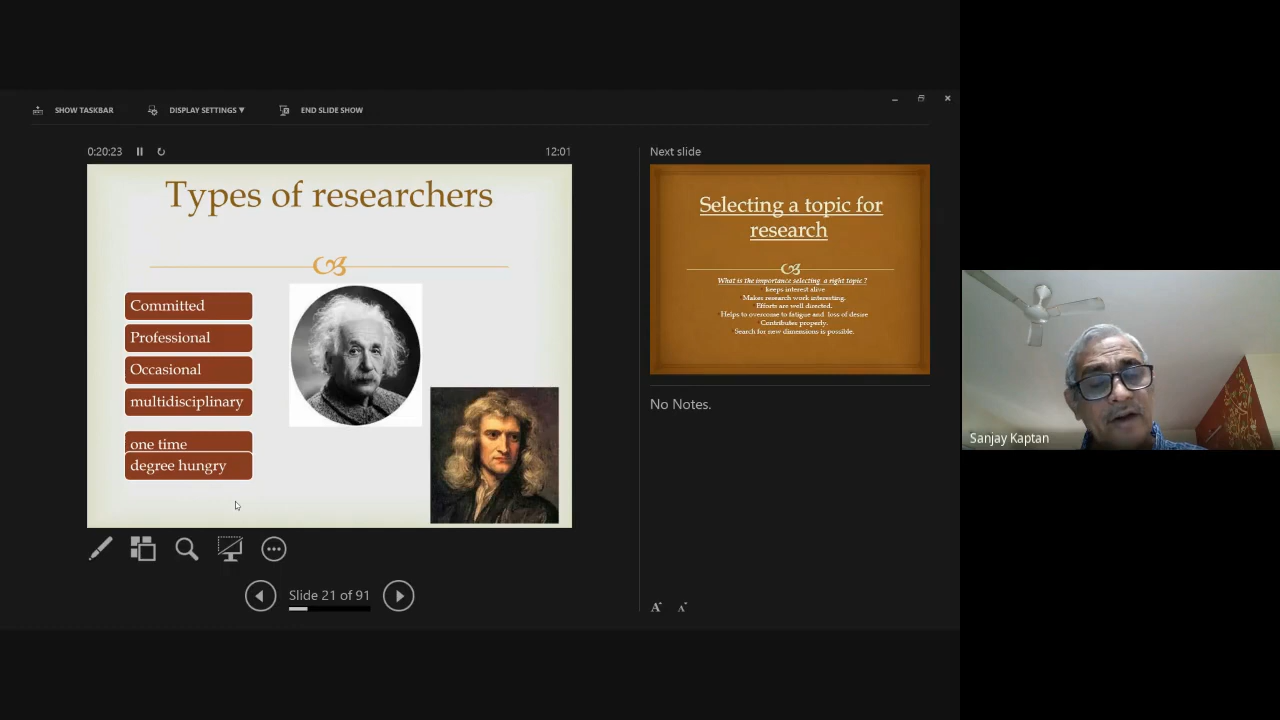 SHOW TASKBAR
DISPLAY SETTINGS ▼
END SLIDE SHOW
0:20:23
12:01
Types of researchers
Committed
Professional
Occasional
multidisciplinary
one time
degree hungry
Slide 21 of 91
Next slide
Selecting a topic for
research
What is the importance selecting a right topic ?
keeps interest alive
Makes research work interesting.
Efforts are well directed.
Helps to overcome to fatigue and loss of desire
Contributes properly.
Search for new dimensions is possible.
No Notes.
A
A
Sanjay Kaptan